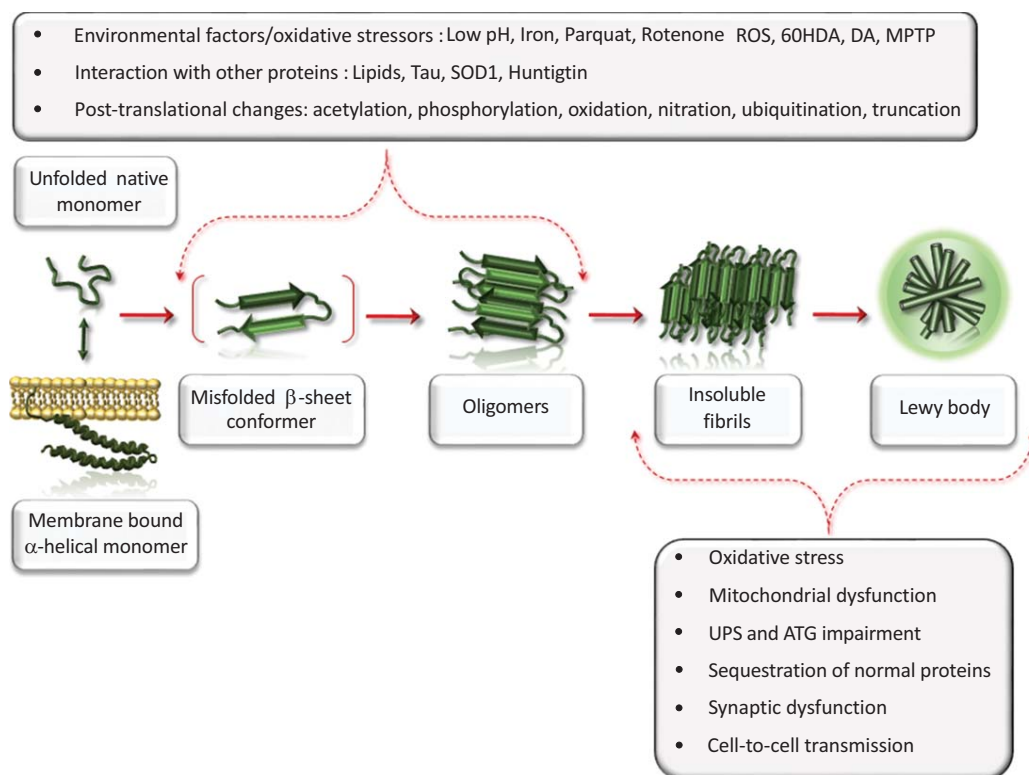 • Environmental factors/oxidative stressors : Low pH, Iron, Parquat, Rotenone ROS, 60HDA, DA, MPTP
• Interaction with other proteins : Lipids, Tau, SOD1, Huntigtin
• Post-translational changes: acetylation, phosphorylation, oxidation, nitration, ubiquitination, truncation
Unfolded native
monomer
Misfolded β-sheet
conformer
Oligomers
Insoluble
fibrils
Lewy body
Membrane bound
α-helical monomer
• Oxidative stress
• Mitochondrial dysfunction
• UPS and ATG impairment
• Sequestration of normal proteins
• Synaptic dysfunction
• Cell-to-cell transmission